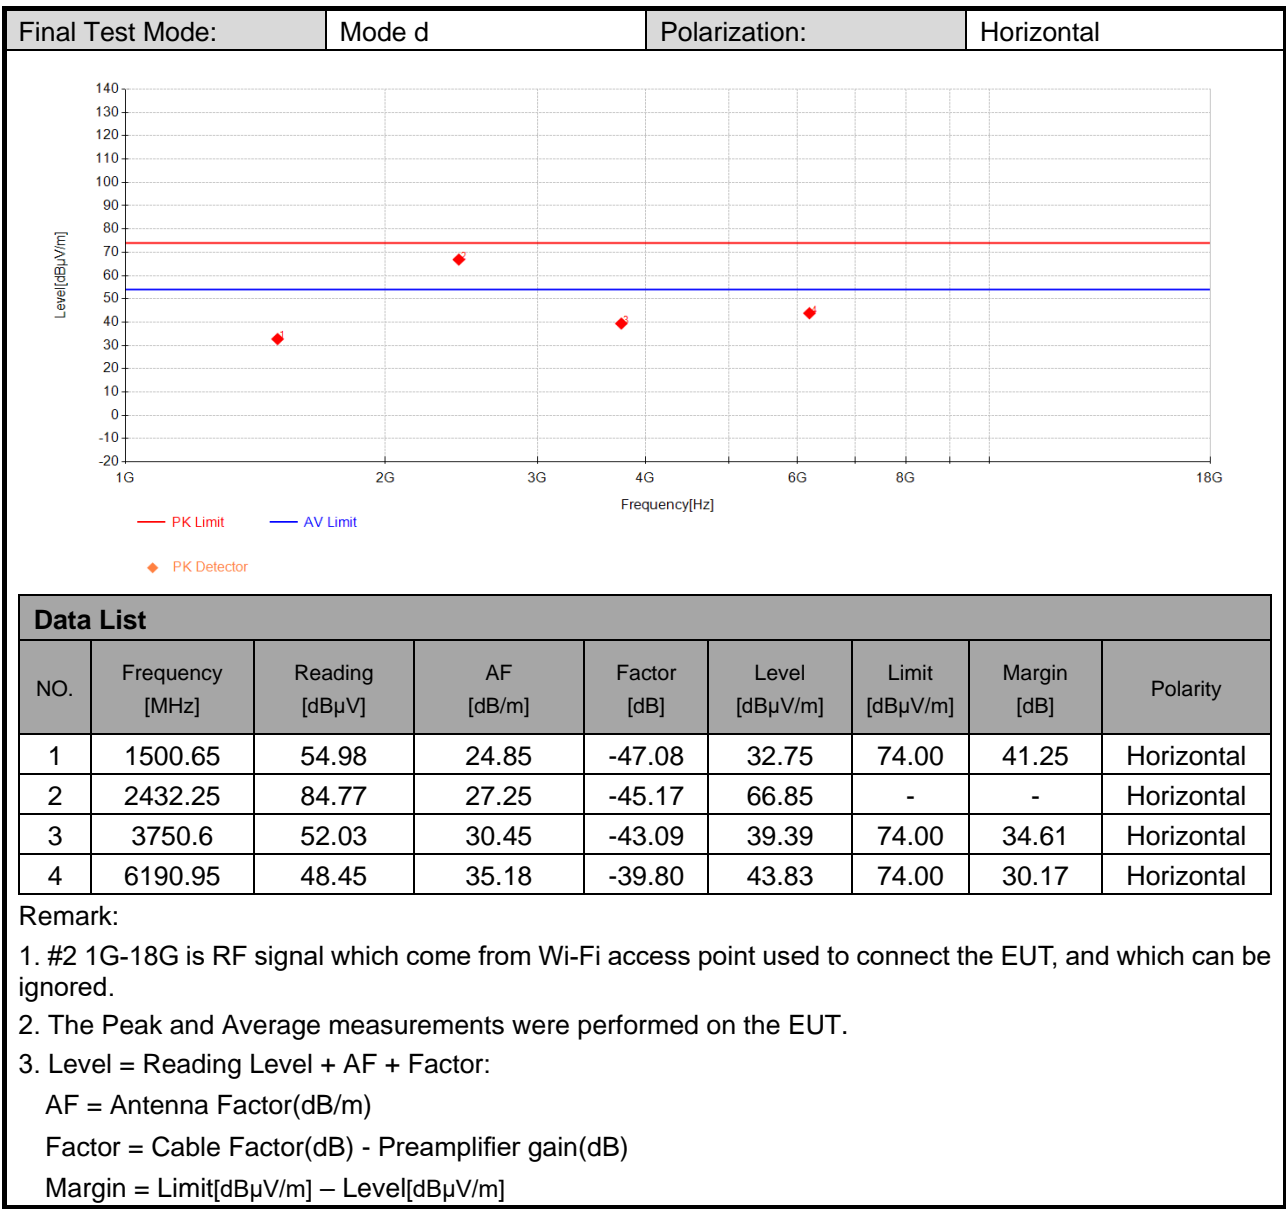 Final Test Mode: Mode d Polarization: Horizontal
140
130
120
110
100
90
80
70
60
50
40
30
20
10
0
-10
-20
Level[dBµV/m]
1
2
3
4
1G 2G 3G 4G 6G 8G 18G
Frequency[Hz]
PK Limit AV Limit
PK Detector
Data List
NO. Frequency [MHz] Reading [dBµV] AF [dB/m] Factor [dB] Level [dBµV/m] Limit [dBµV/m] Margin [dB] Polarity
1 1500.65 54.98 24.85 -47.08 32.75 74.00 41.25 Horizontal
2 2432.25 84.77 27.25 -45.17 66.85 - - Horizontal
3 3750.6 52.03 30.45 -43.09 39.39 74.00 34.61 Horizontal
4 6190.95 48.45 35.18 -39.80 43.83 74.00 30.17 Horizontal
Remark:
1. #2 1G-18G is RF signal which come from Wi-Fi access point used to connect the EUT, and which can be
ignored.
2. The Peak and Average measurements were performed on the EUT.
3. Level = Reading Level + AF + Factor:
AF = Antenna Factor(dB/m)
Factor = Cable Factor(dB) - Preamplifier gain(dB)
Margin = Limit[dBµV/m] – Level[dBµV/m]